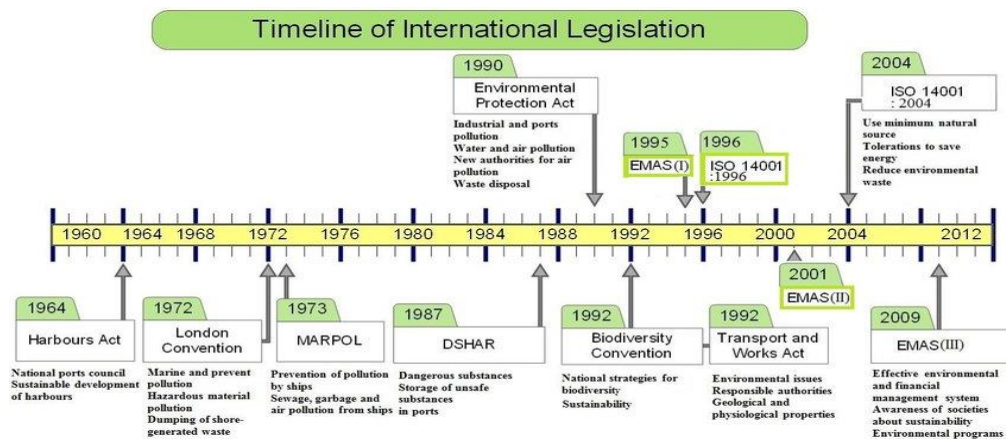 Timeline of International Legislation
1990
Environmental
Protection Act
Industrial and ports
pollution
Water and air pollution
New authorities for air
pollution
Waste disposal
1995
EMAS(I)
1996
ISO 14001
:1996
2004
ISO 14001
: 2004
Use minimum natural
source
Tolerations to save
energy
Reduce environmental
waste
1960 1964 1968 1972 1976 1980 1984 1988 1992 1996 2000 2004 2012
1964
Harbours Act
National ports council
Sustainable development
of harbours
1972
London
Convention
Marine and prevent
pollution
Hazardous material
pollution
Dumping of shore-
generated waste
1973
MARPOL
Prevention of pollution
by ships
Sewage, garbage and
air pollution from ships
1987
DSHAR
Dangerous substances
Storage of unsafe
substances
in ports
1992
Biodiversity
Convention
National strategies for
biodiversity
Sustainability
1992
Transport and
Works Act
Environmental issues
Responsible authorities
Geological and
physiological properties
2001
EMAS(II)
2009
EMAS(III)
Effective environmental
and financial
management system
Awareness of societies
about sustainability
Environmental programs